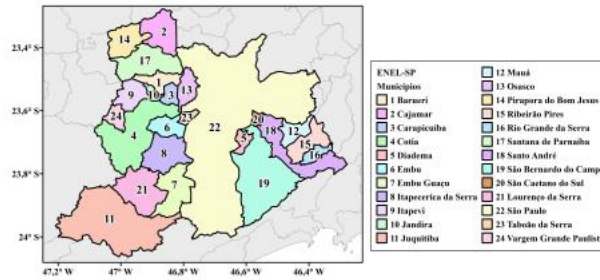 23,4° S
23,6° S
23,8° S
24° S
47,2° W
47° W
46,8° W
46,6° W
46,4° W
14
2
17
1
9
10
3
13
24
4
23
6
8
22
20
5
18
12
15
16
19
21
7
11
ENEL-SP
Municípios
1 Barueri
2 Cajamar
3 Carapicuíba
4 Cotia
5 Diadema
6 Embu
7 Embu Guaçu
8 Itapecerica da Serra
9 Itapevi
10 Jandira
11 Juquitiba
12 Mauá
13 Osasco
14 Pirapora do Bom Jesus
15 Ribeirão Pires
16 Rio Grande da Serra
17 Santana de Parnaíba
18 Santo André
19 São Bernardo do Camp
20 São Caetano do Sul
21 Lourenço da Serra
22 São Paulo
23 Taboão da Serra
24 Vargem Grande Paulist